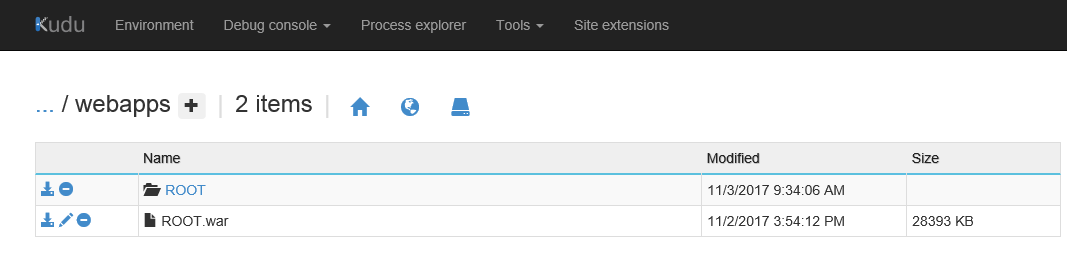 Kudu Environment Debug console Process explorer Tools Site extensions
... / webapps + | 2 items |
Name Modified Size
ROOT 11/3/2017 9:34:06 AM
ROOT.war 11/2/2017 3:54:12 PM 28393 KB